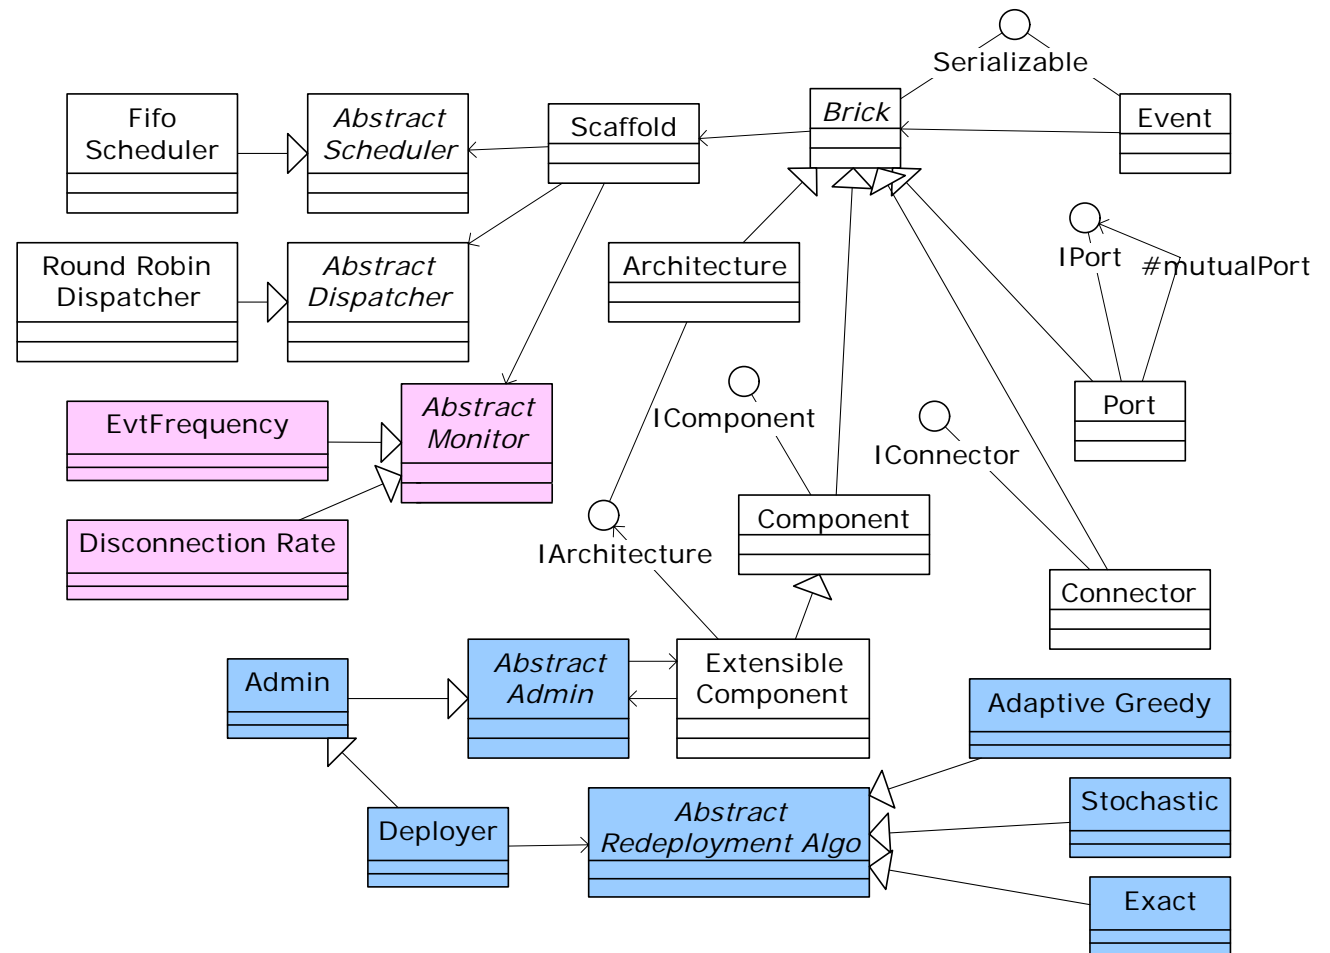 Serializable
Fifo
Scheduler
Abstract
Scheduler
Scaffold
Brick
Event
Round Robin
Dispatcher
Abstract
Dispatcher
Architecture
IPort
#mutualPort
EvtFrequency
Abstract
Monitor
IComponent
Port
IConnector
Disconnection Rate
IArchitecture
Component
Connector
Admin
Abstract
Admin
Extensible
Component
Adaptive Greedy
Deployer
Abstract
Redeployment Algo
Stochastic
Exact